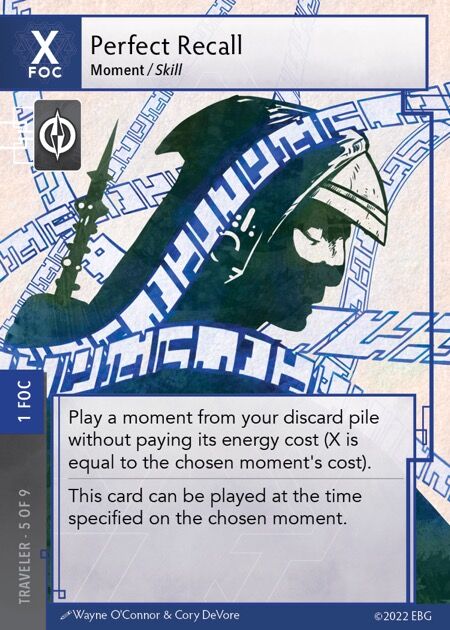 X
FOC
Perfect Recall
Moment / Skill
1 FOC
Play a moment from your discard pile
without paying its energy cost (X is
equal to the chosen moment's cost).
This card can be played at the time
specified on the chosen moment.
TRAVELER - 5 OF 9
Wayne O'Connor & Cory DeVore
©2022 EBG